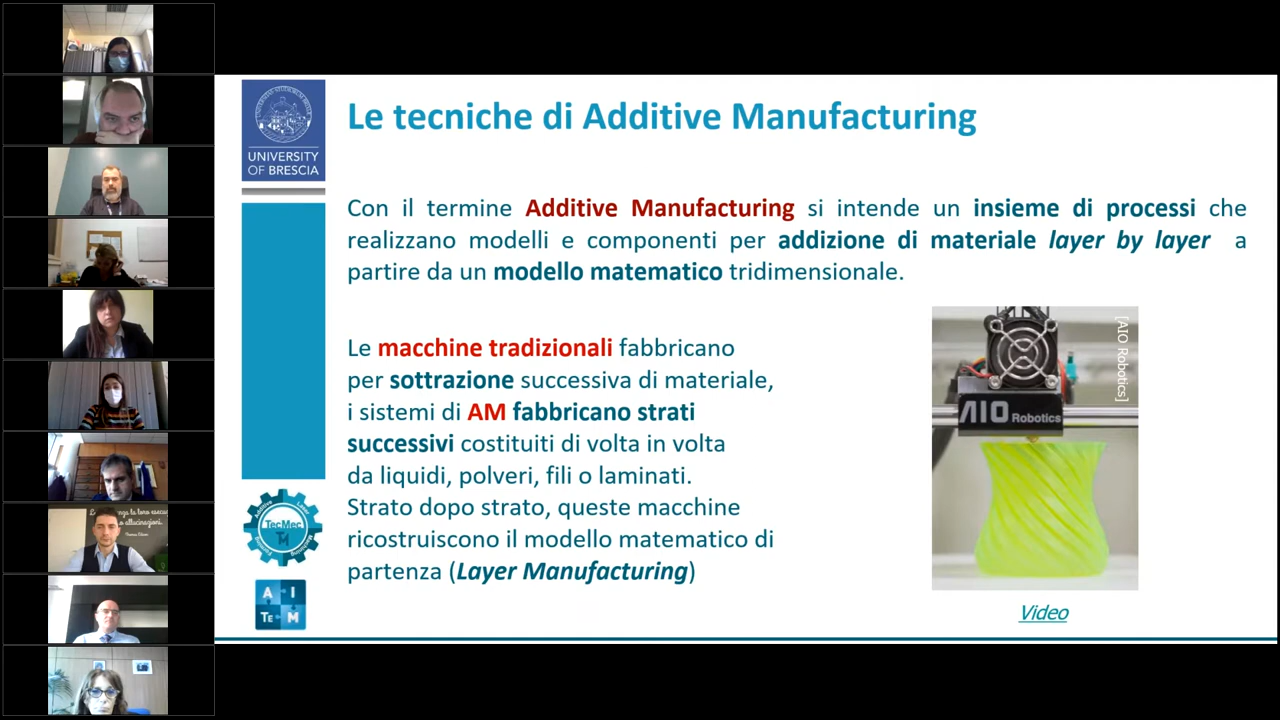 Le tecniche di Additive Manufacturing
UNIVERSITY
OF BRESCIA
Con il termine Additive Manufacturing si intende un insieme di processi che
realizzano modelli e componenti per addizione di materiale layer by layer a
partire da un modello matematico tridimensionale.
Le macchine tradizionali fabbricano
per sottrazione successiva di materiale,
i sistemi di AM fabbricano strati
successivi costituiti di volta in volta
da liquidi, polveri, fili o laminati.
Strato dopo strato, queste macchine
ricostruiscono il modello matematico di
partenza (Layer Manufacturing)
[AIO Robotics]
AIO Robotics
Video
TecMec
TM
A I
Te M